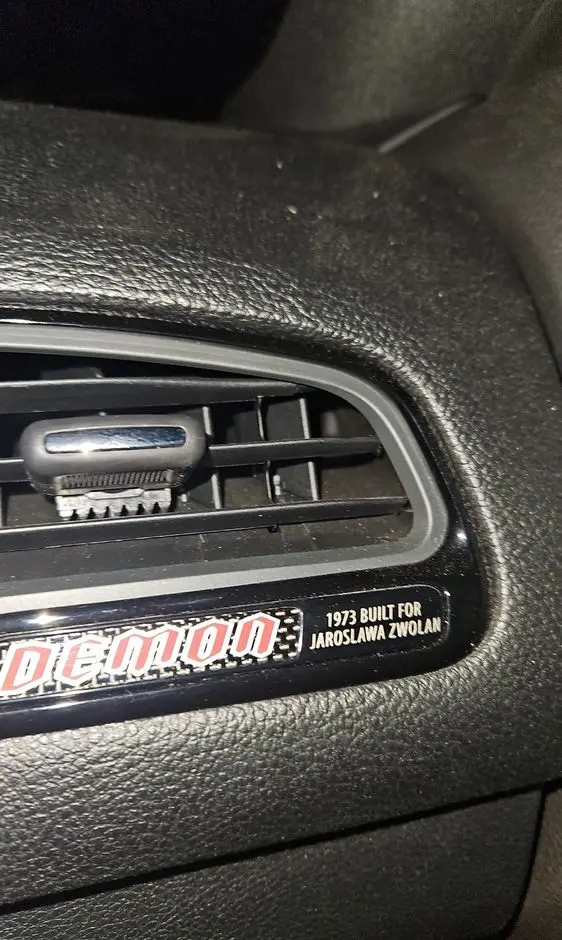 DEMON
1973 BUILT FOR
JAROSLAWA ZWOLAN